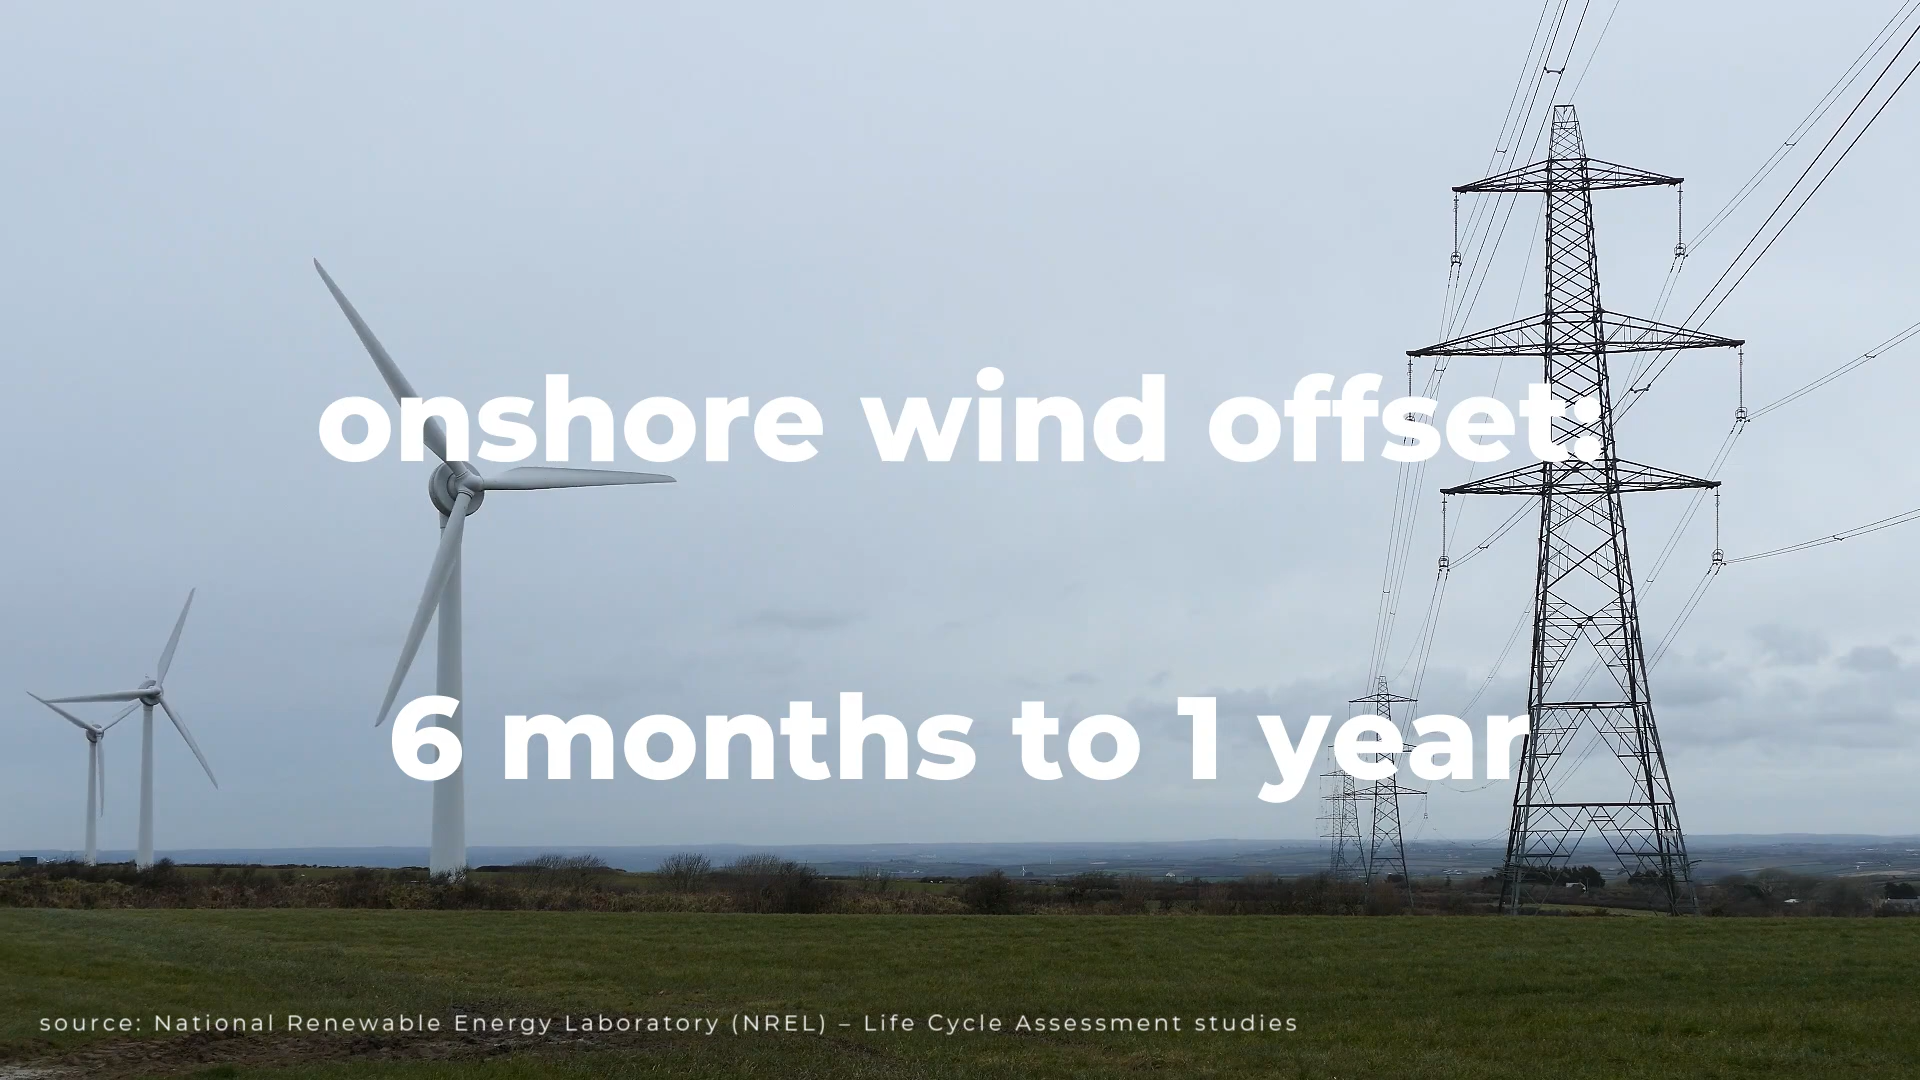 onshore wind offset:
6 months to 1 year
source: National Renewable Energy Laboratory (NREL) – Life Cycle Assessment studies